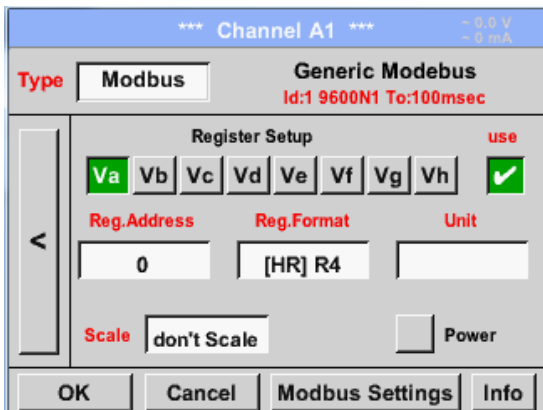 *** Channel A1 ***
~ 0.0 V
~ 0 mA
Type Modbus
Generic Modebus
Id:1 9600N1 To:100msec
Register Setup
use
Va Vb Vc Vd Ve Vf Vg Vh
Reg.Address Reg.Format Unit
0 [HR] R4
<
Scale don't Scale Power
OK Cancel Modbus Settings Info